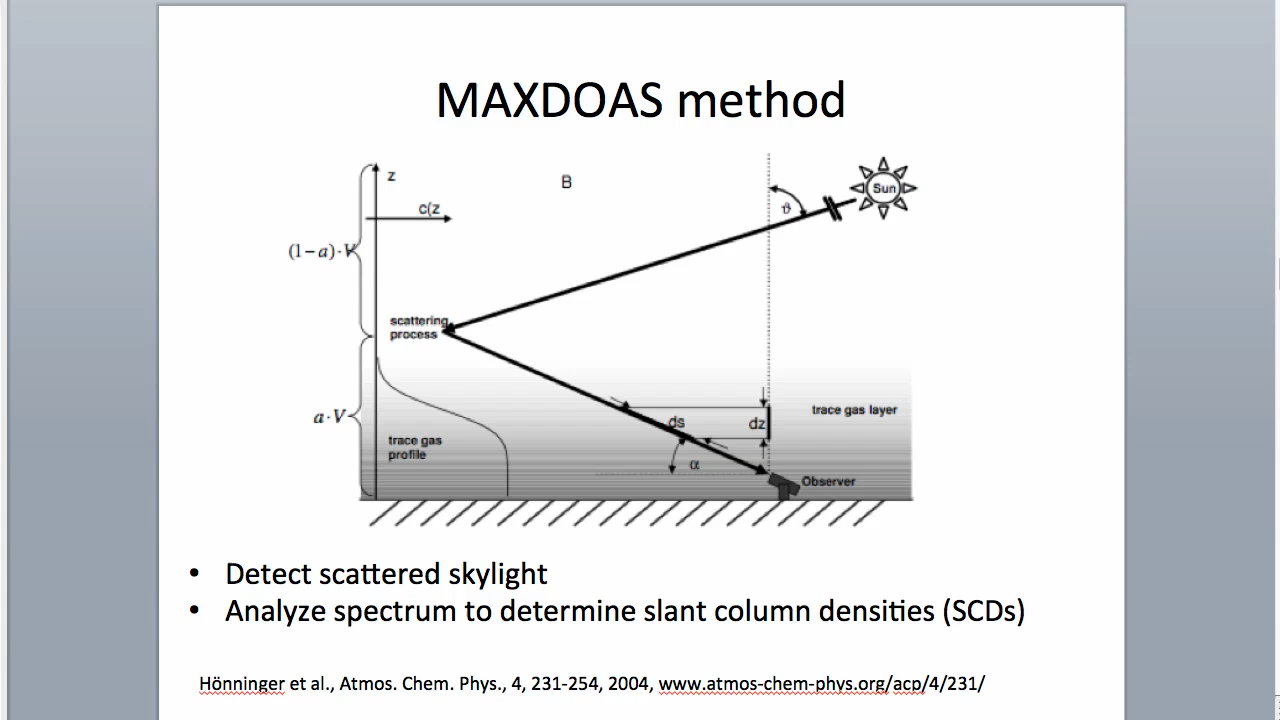 MAXDOAS method
z
B
Sun
ϑ
c(z
(1−a)·V
scattering
process
a·V
ds
dz
trace gas layer
trace gas
profile
α
Observer
• Detect scattered skylight
• Analyze spectrum to determine slant column densities (SCDs)
Hönninger et al., Atmos. Chem. Phys., 4, 231-254, 2004, www.atmos-chem-phys.org/acp/4/231/